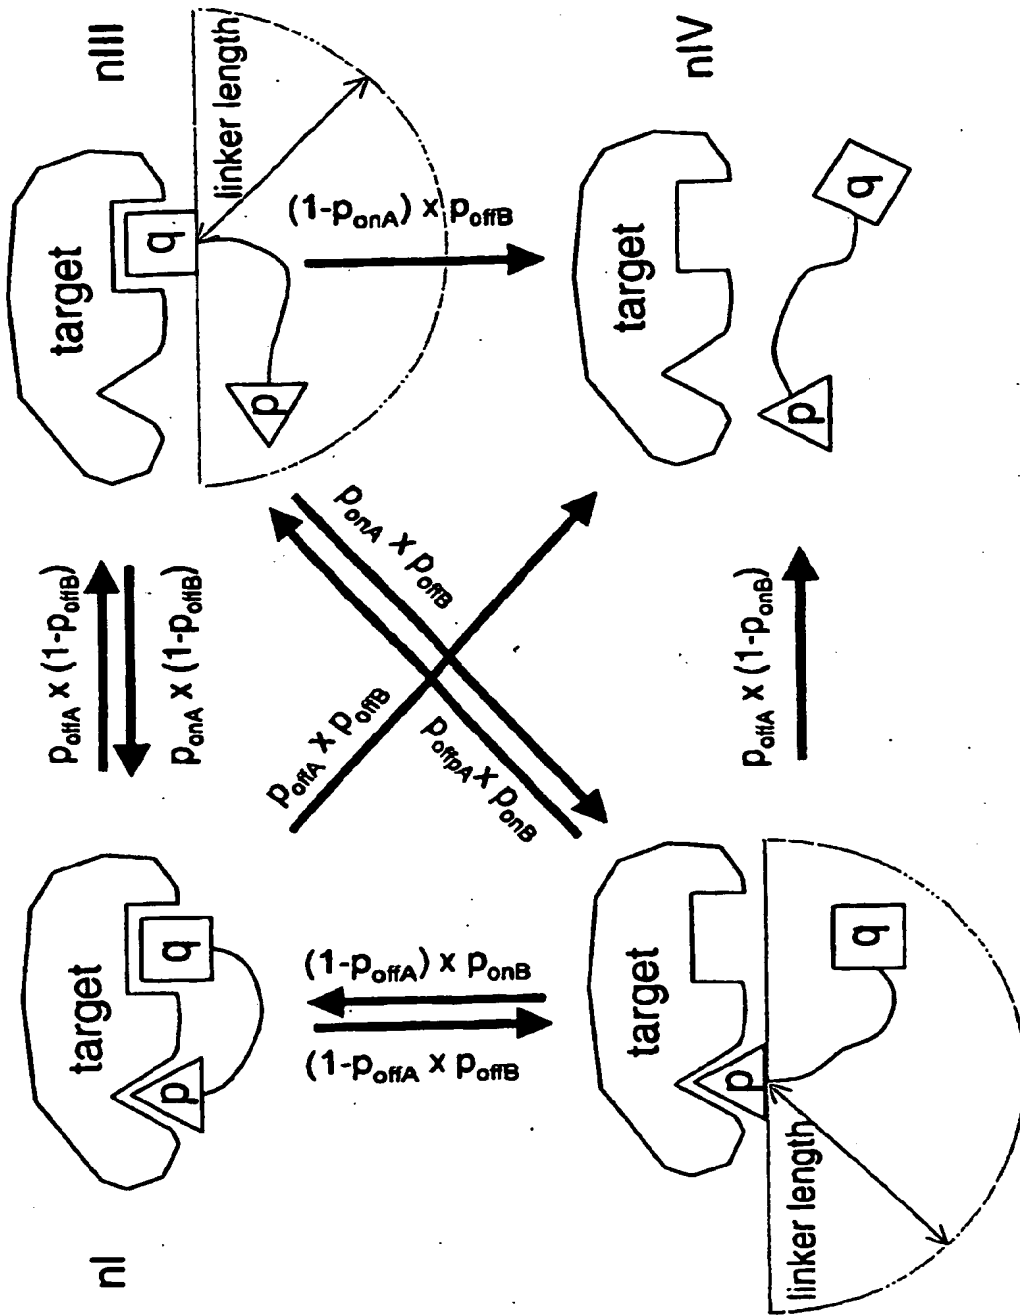 nI
target
p
q
p_offA x (1-p_offB)
p_onA x (1-p_offB)
nIII
target
q
p
linker length
(1-p_offA) x p_onB
(1-p_offA x p_offB
p_offA x p_offB
p_onA x p_offB
p_offpA x p_onB
(1-p_onA) x p_offB
target
p
q
linker length
p_offA x (1-p_onB)
nIV
target
p
q